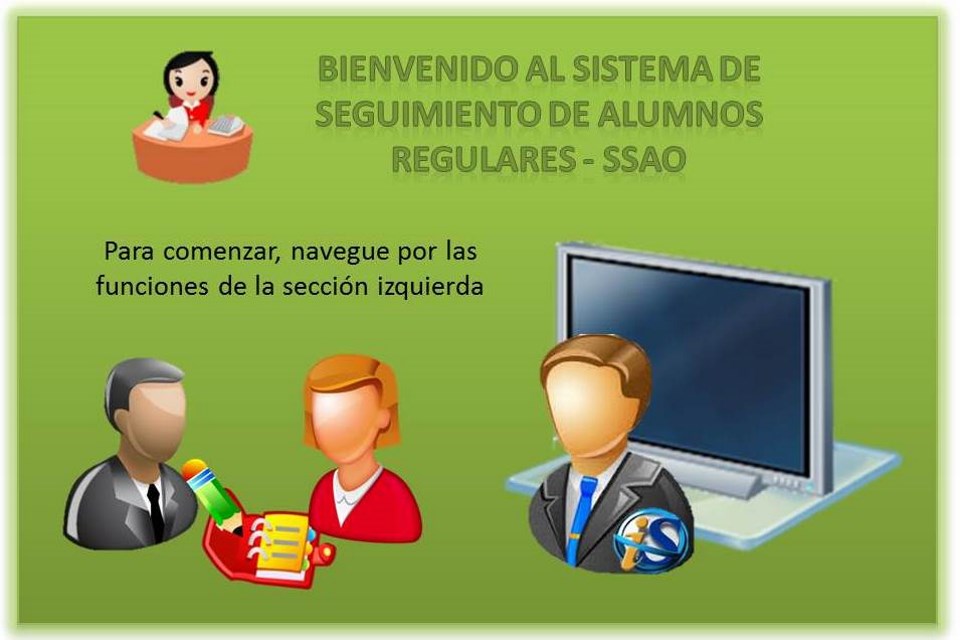 BIENVENIDO AL SISTEMA DE
SEGUIMIENTO DE ALUMNOS
REGULARES - SSAO
Para comenzar, navegue por las
funciones de la sección izquierda
iS